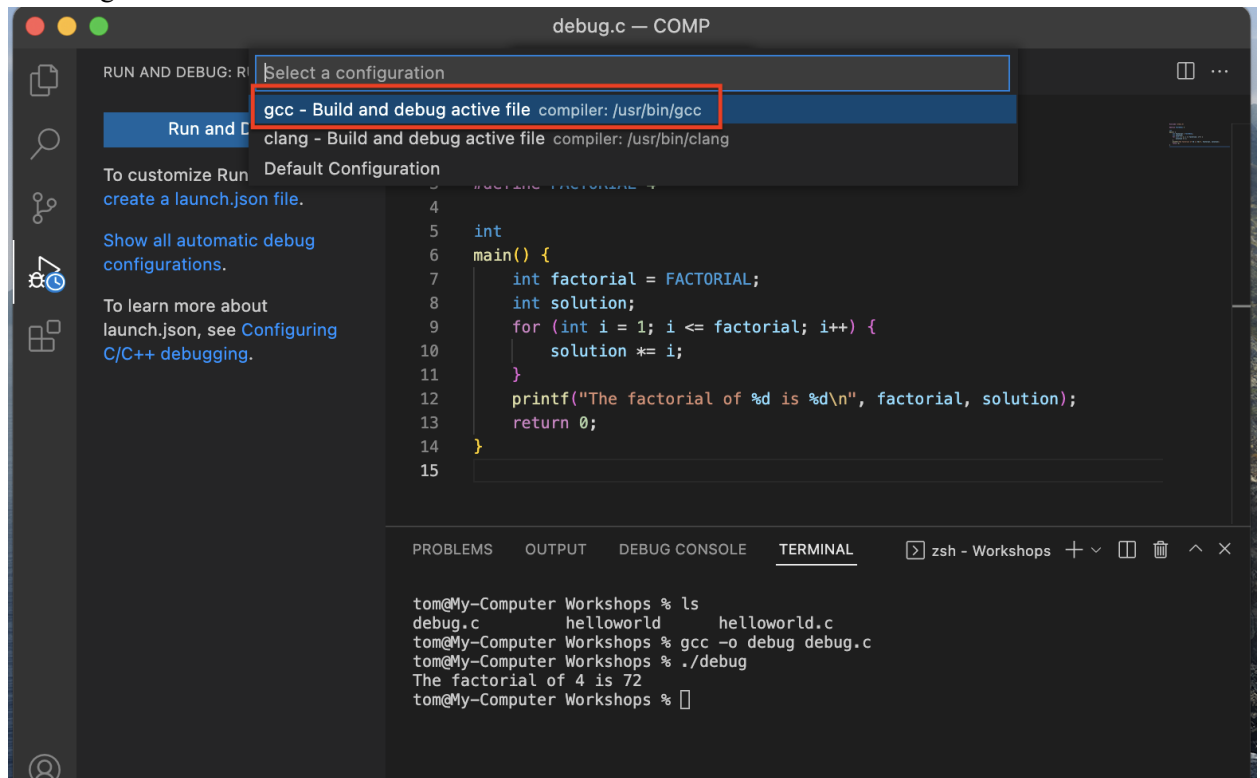 debug.c — COMP
RUN AND DEBUG:
Select a configuration
gcc - Build and debug active file compiler: /usr/bin/gcc
clang - Build and debug active file compiler: /usr/bin/clang
Default Configuration
Run and
To customize Run
create a launch.json file.
Show all automatic debug
configurations.
To learn more about
launch.json, see Configuring
C/C++ debugging.
3 #define FACTORIAL 4
4
5 int
6 main() {
7 int factorial = FACTORIAL;
8 int solution;
9 for (int i = 1; i <= factorial; i++) {
10 solution *= i;
11 }
12 printf("The factorial of %d is %d\n", factorial, solution);
13 return 0;
14 }
15
PROBLEMS OUTPUT DEBUG CONSOLE TERMINAL zsh - Workshops
tom@My-Computer Workshops % ls
debug.c helloworld helloworld.c
tom@My-Computer Workshops % gcc -o debug debug.c
tom@My-Computer Workshops % ./debug
The factorial of 4 is 72
tom@My-Computer Workshops %